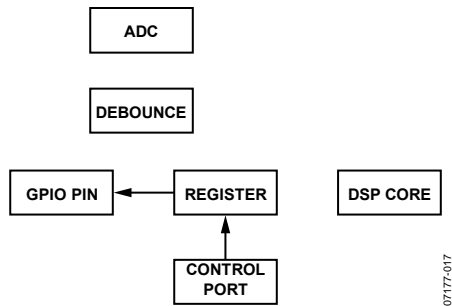 ADC
DEBOUNCE
GPIO PIN
REGISTER
DSP CORE
CONTROL
PORT
07177-017